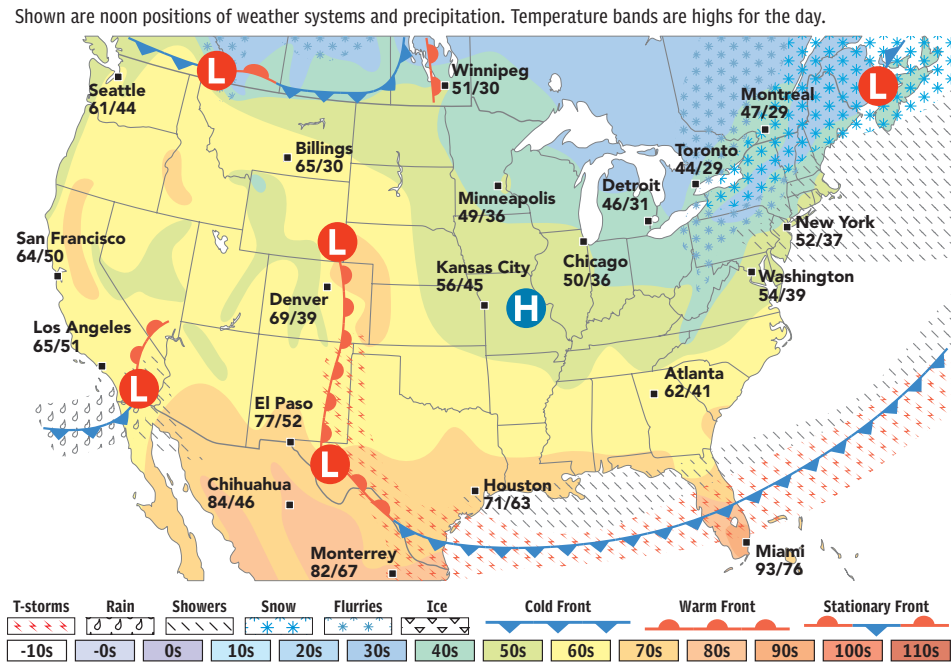 Shown are noon positions of weather systems and precipitation. Temperature bands are highs for the day.
L
L
Seattle
61/44
Winnipeg
51/30
Montreal
47/29
Billings
65/30
Toronto
44/29
Minneapolis
49/36
Detroit
46/31
San Francisco
64/50
L
New York
52/37
Kansas City
56/45
Chicago
50/36
Washington
54/39
Denver
69/39
H
Los Angeles
65/51
L
Atlanta
62/41
El Paso
77/52
L
Chihuahua
84/46
Houston
71/63
Monterrey
82/67
Miami
93/76
T-storms Rain Showers Snow Flurries Ice Cold Front Warm Front Stationary Front
-10s -0s 0s 10s 20s 30s 40s 50s 60s 70s 80s 90s 100s 110s